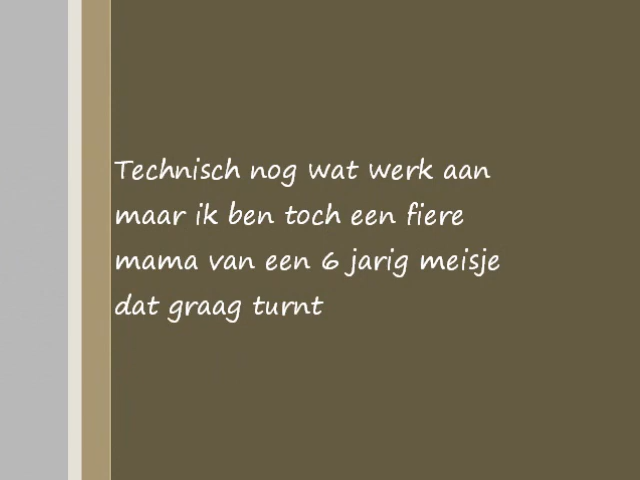 Technisch nog wat werk aan
maar ik ben toch een fiere
mama van een 6 jarig meisje
dat graag turnt